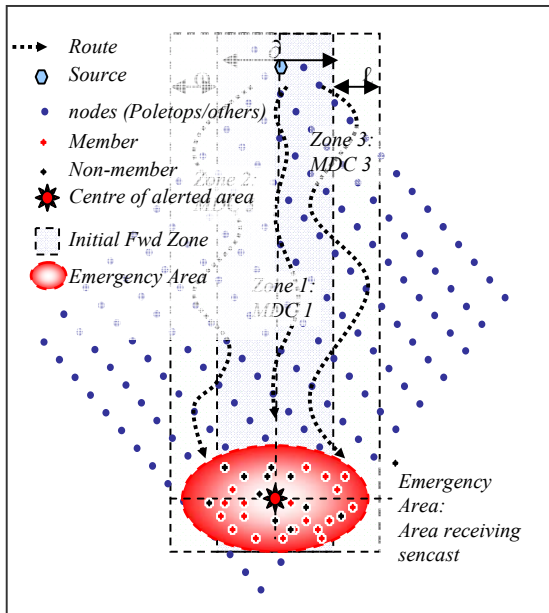 Route
Source
nodes (Poletops/others)
Member
Non-member
Centre of alerted area
Initial Fwd Zone
Emergency Area
ℓ
Zone 3:
MDC 3
Zone 2:
Zone 1:
MDC 1
Emergency
Area:
Area receiving
sencast